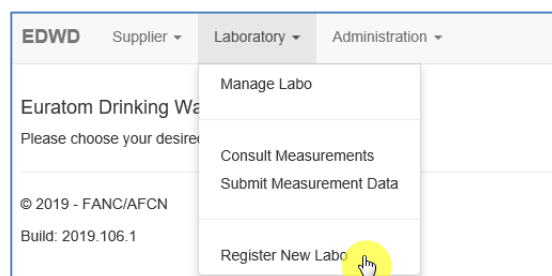 EDWD Supplier Laboratory Administration
Manage Labo
Euratom Drinking Wa
Please choose your desire
Consult Measurements
Submit Measurement Data
© 2019 - FANC/AFCN
Build: 2019.106.1
Register New Labo